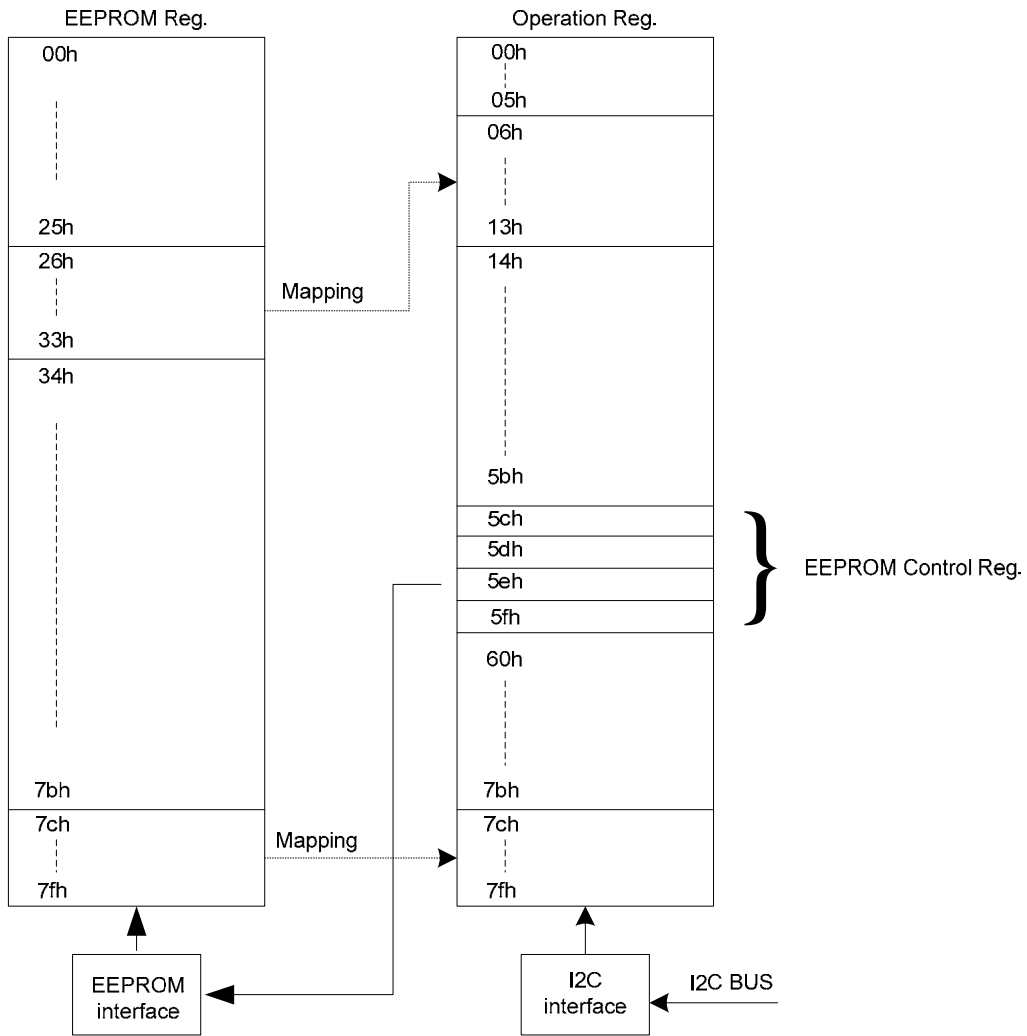 EEPROM Reg.
00h
25h
26h
33h
34h
7bh
7ch
7fh
Mapping
Mapping
EEPROM
interface
Operation Reg.
00h
05h
06h
13h
14h
5bh
5ch
5dh
5eh
5fh
60h
7bh
7ch
7fh
EEPROM Control Reg.
I2C
interface
I2C BUS